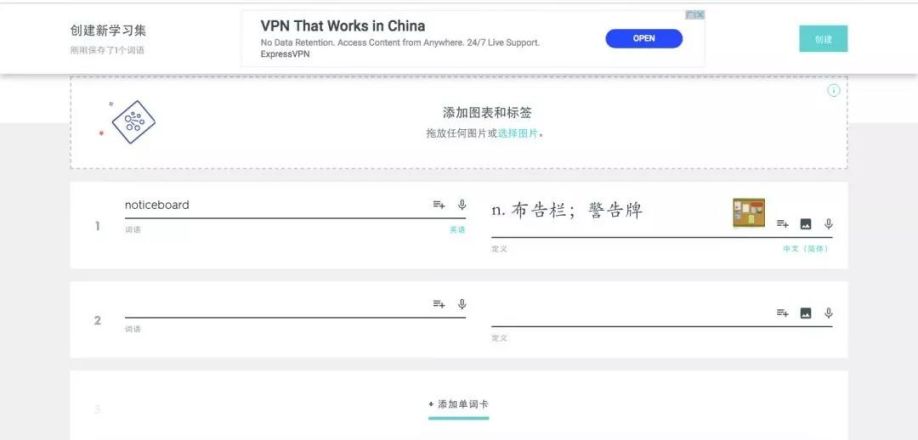 创建新学习集
刚刚保存了1个词语
VPN That Works in China
No Data Retention. Access Content from Anywhere. 24/7 Live Support.
ExpressVPN
OPEN
创建
添加图表和标签
拖放任何图片或选择图片。
1
noticeboard
词语
英语
n. 布告栏；警告牌
定义
中文（简体）
2
词语
定义
3
+ 添加单词卡